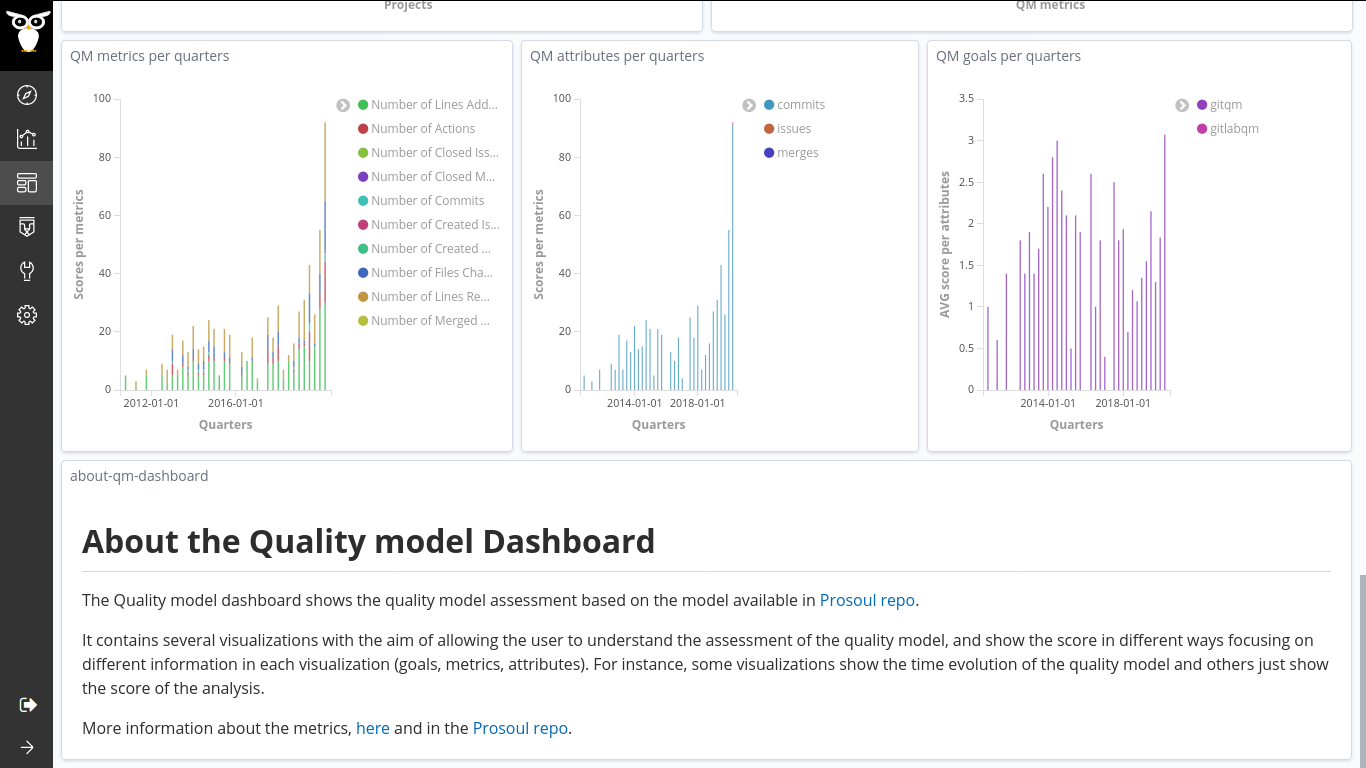 Projects
QM metrics
QM metrics per quarters
100
80
60
40
20
0
Scores per metrics
2012-01-01
2016-01-01
Quarters
Number of Lines Add...
Number of Actions
Number of Closed Iss...
Number of Closed M...
Number of Commits
Number of Created Is...
Number of Created ...
Number of Files Cha...
Number of Lines Re...
Number of Merged ...
QM attributes per quarters
100
80
60
40
20
0
Scores per metrics
2014-01-01
2018-01-01
Quarters
commits
issues
merges
QM goals per quarters
3.5
3
2.5
2
1.5
1
0.5
0
AVG score per attributes
2014-01-01
2018-01-01
Quarters
gitqm
gitlabqm
about-qm-dashboard
About the Quality model Dashboard
The Quality model dashboard shows the quality model assessment based on the model available in Prosoul repo.
It contains several visualizations with the aim of allowing the user to understand the assessment of the quality model, and show the score in different ways focusing on
different information in each visualization (goals, metrics, attributes). For instance, some visualizations show the time evolution of the quality model and others just show
the score of the analysis.
More information about the metrics, here and in the Prosoul repo.